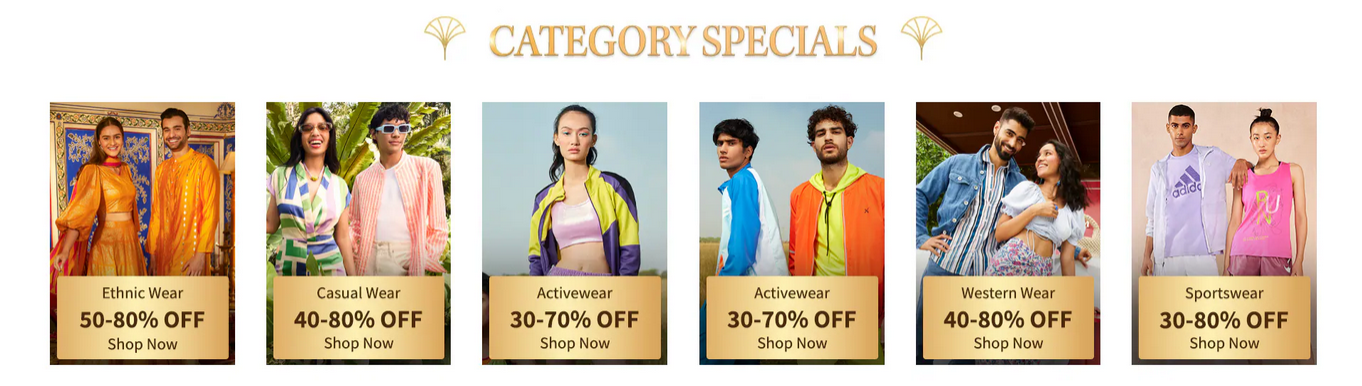 CATEGORY SPECIALS
Ethnic Wear
50-80% OFF
Shop Now
Casual Wear
40-80% OFF
Shop Now
Activewear
30-70% OFF
Shop Now
Activewear
30-70% OFF
Shop Now
Western Wear
40-80% OFF
Shop Now
adidas
Sportswear
30-80% OFF
Shop Now